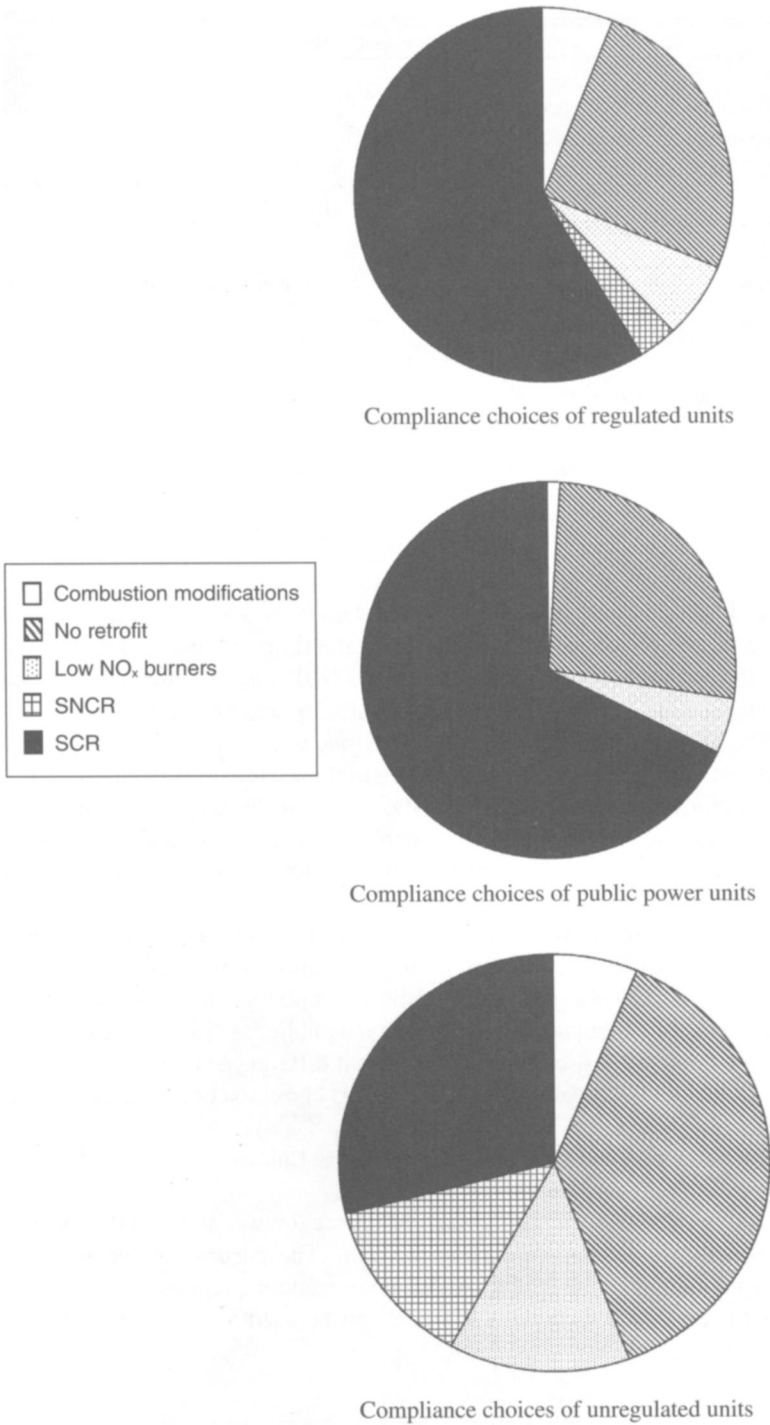 Compliance choices of regulated units
Combustion modifications
No retrofit
Low NOₓ burners
SNCR
SCR
Compliance choices of public power units
Compliance choices of unregulated units